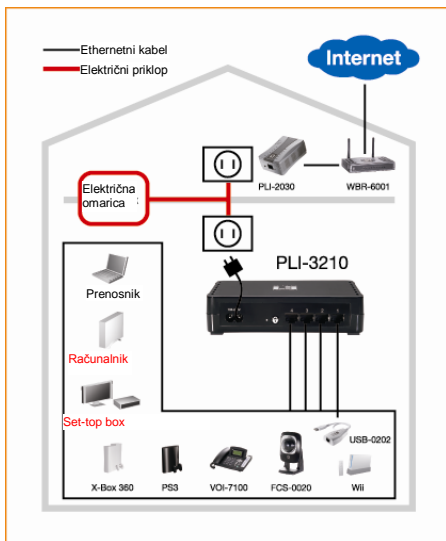 Ethernetni kabel
Električni priklop
Internet
PLI-2030
WBR-6001
Električna
omarica
PLI-3210
Prenosnik
Računalnik
Set-top box
USB-0202
X-Box 360
PS3
VOI-7100
FCS-0020
Wii